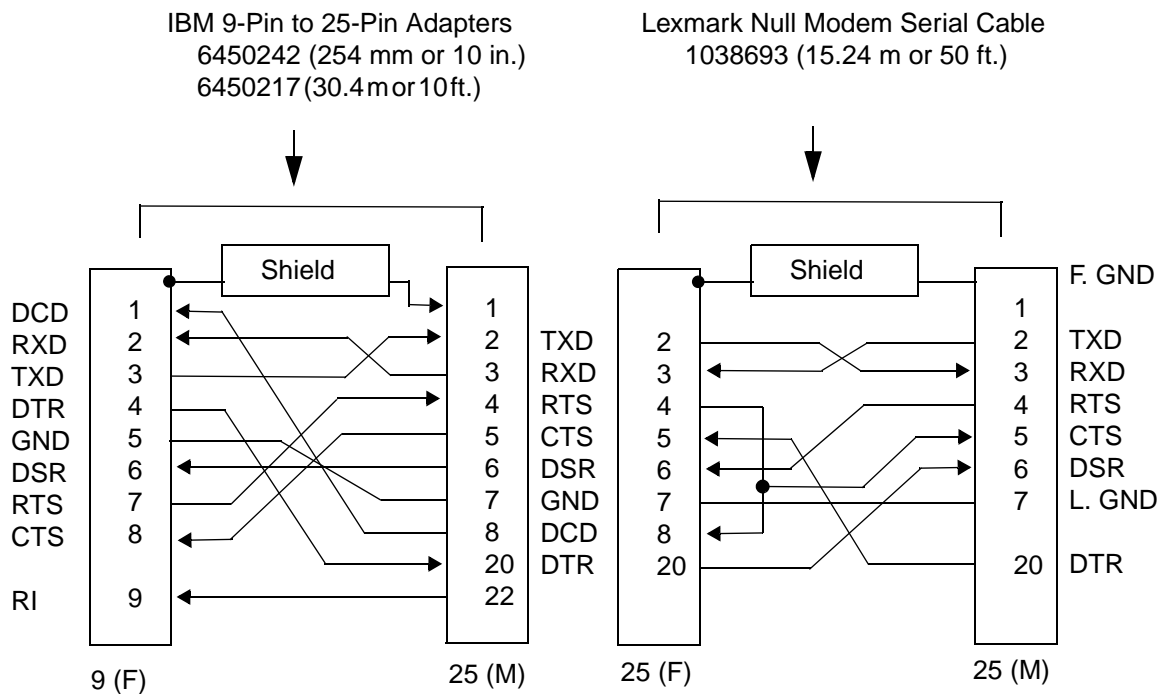 IBM 9-Pin to 25-Pin Adapters
6450242 (254 mm or 10 in.)
6450217 (30.4 m or 10 ft.)
Lexmark Null Modem Serial Cable
1038693 (15.24 m or 50 ft.)
Shield
DCD 1
RXD 2
TXD 3
DTR 4
GND 5
DSR 6
RTS 7
CTS 8
RI 9
9 (F)
1
2 TXD
3 RXD
4 RTS
5 CTS
6 DSR
7 GND
8 DCD
20 DTR
22
25 (M)
Shield
2
3
4
5
6
7
8
20
25 (F)
F. GND
1
2 TXD
3 RXD
4 RTS
5 CTS
6 DSR
7 L. GND
20 DTR
25 (M)